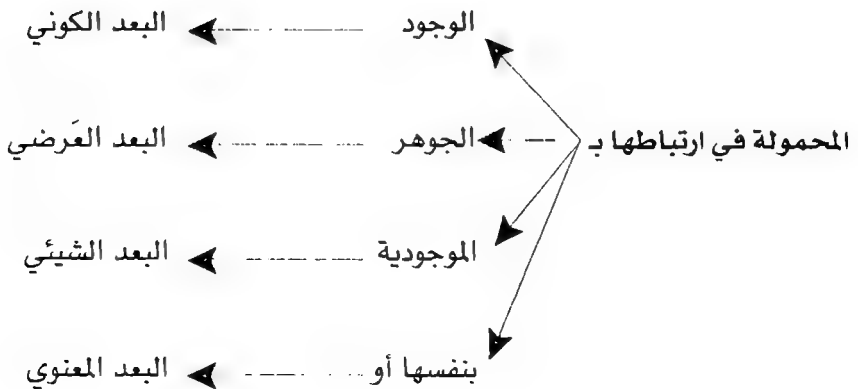 الوجود البعد الكوني
المحمولة في ارتباطها بـ الجوهر البعد العَرضي
الموجودية البعد الشيئي
بنفسها أو البعد المعنوي